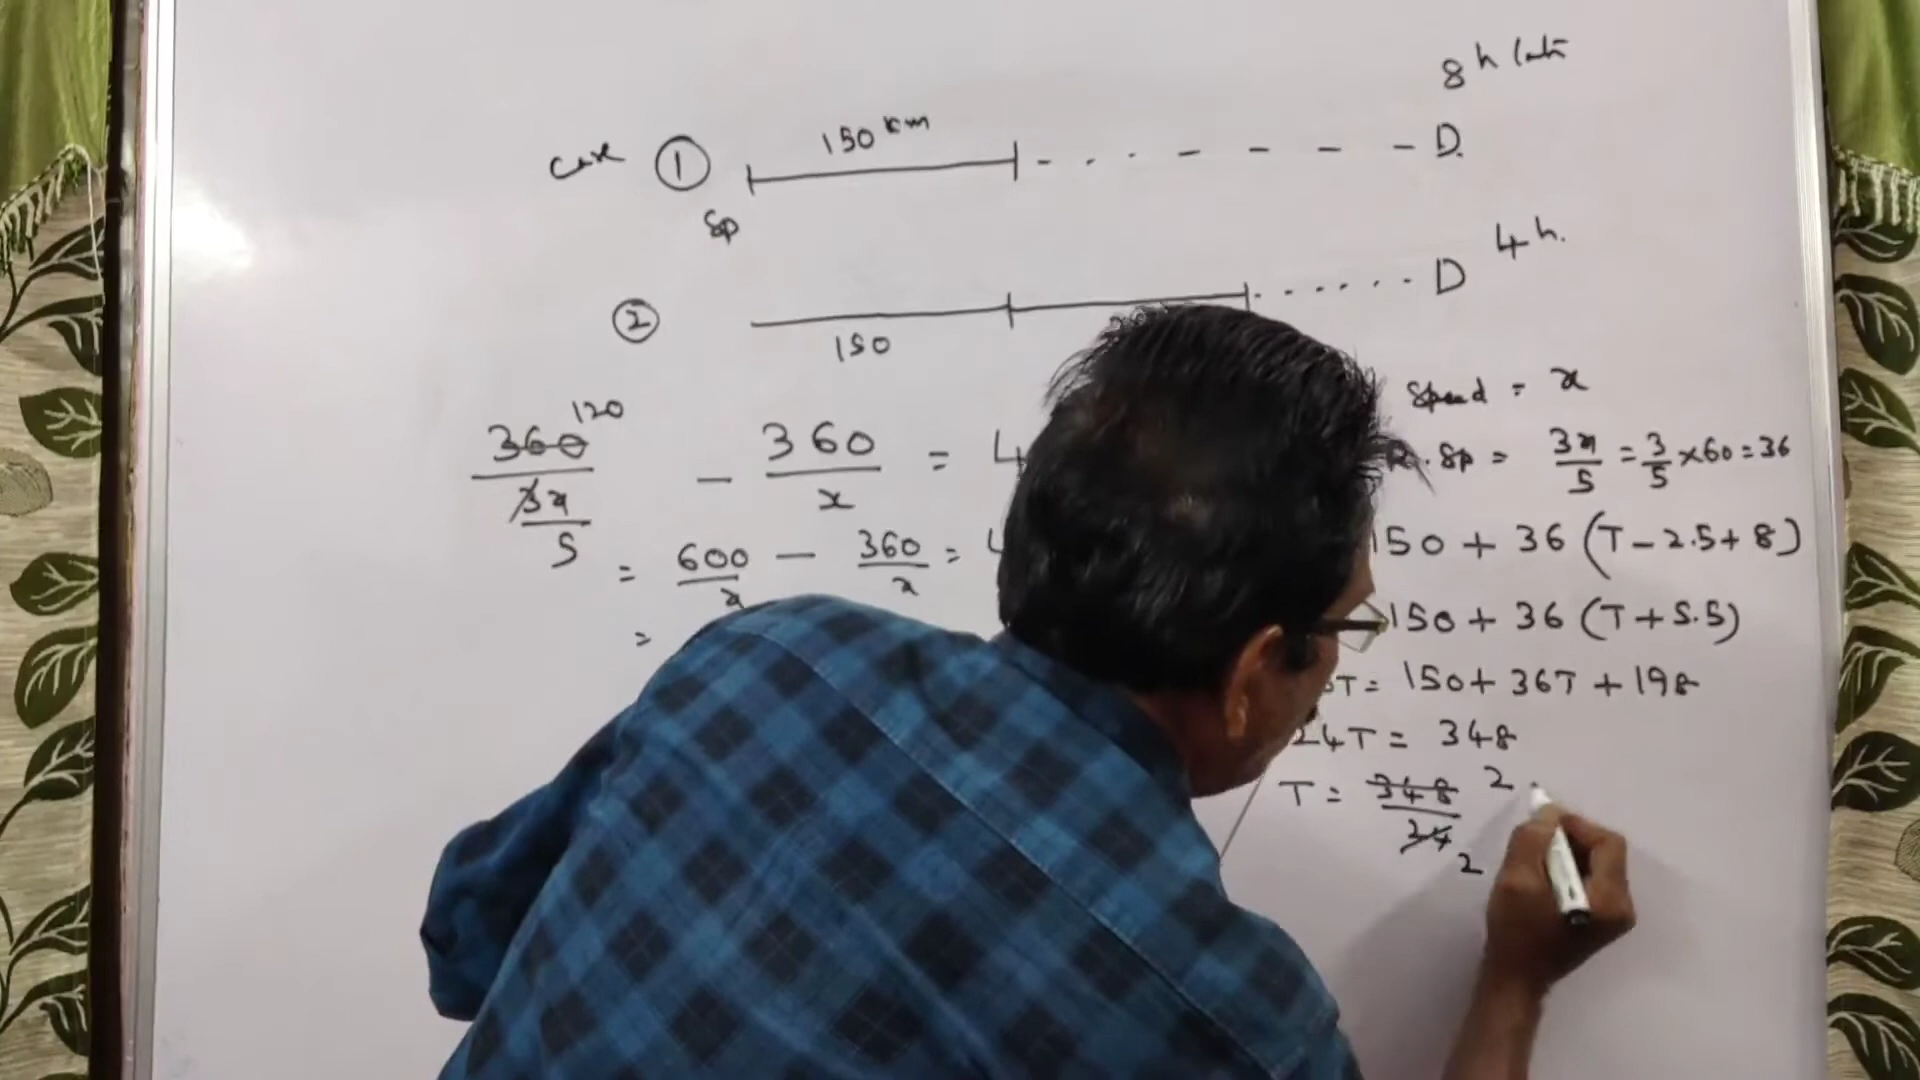 8 h late
case ① 150 km D.
Sp
4 h.
② D
150
Speed = x
360 120 / 3x/5 - 360/x = 4
R. Sp = 3x/5 = 3/5 × 60 = 36
150 + 36 (T - 2.5 + 8)
= 600/x - 360/x = 4
150 + 36 (T + 5.5)
=
T = 150 + 36T + 198
24T = 348
T = 348/24 2
2